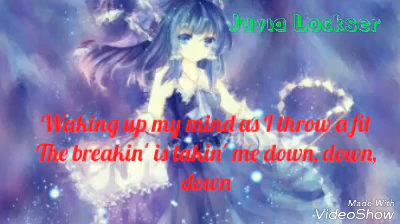 Juvia Lockser
'Waking up my mind as I throw a fit
The breakin' is takin' me down, down,
down
Made With
VideoShow